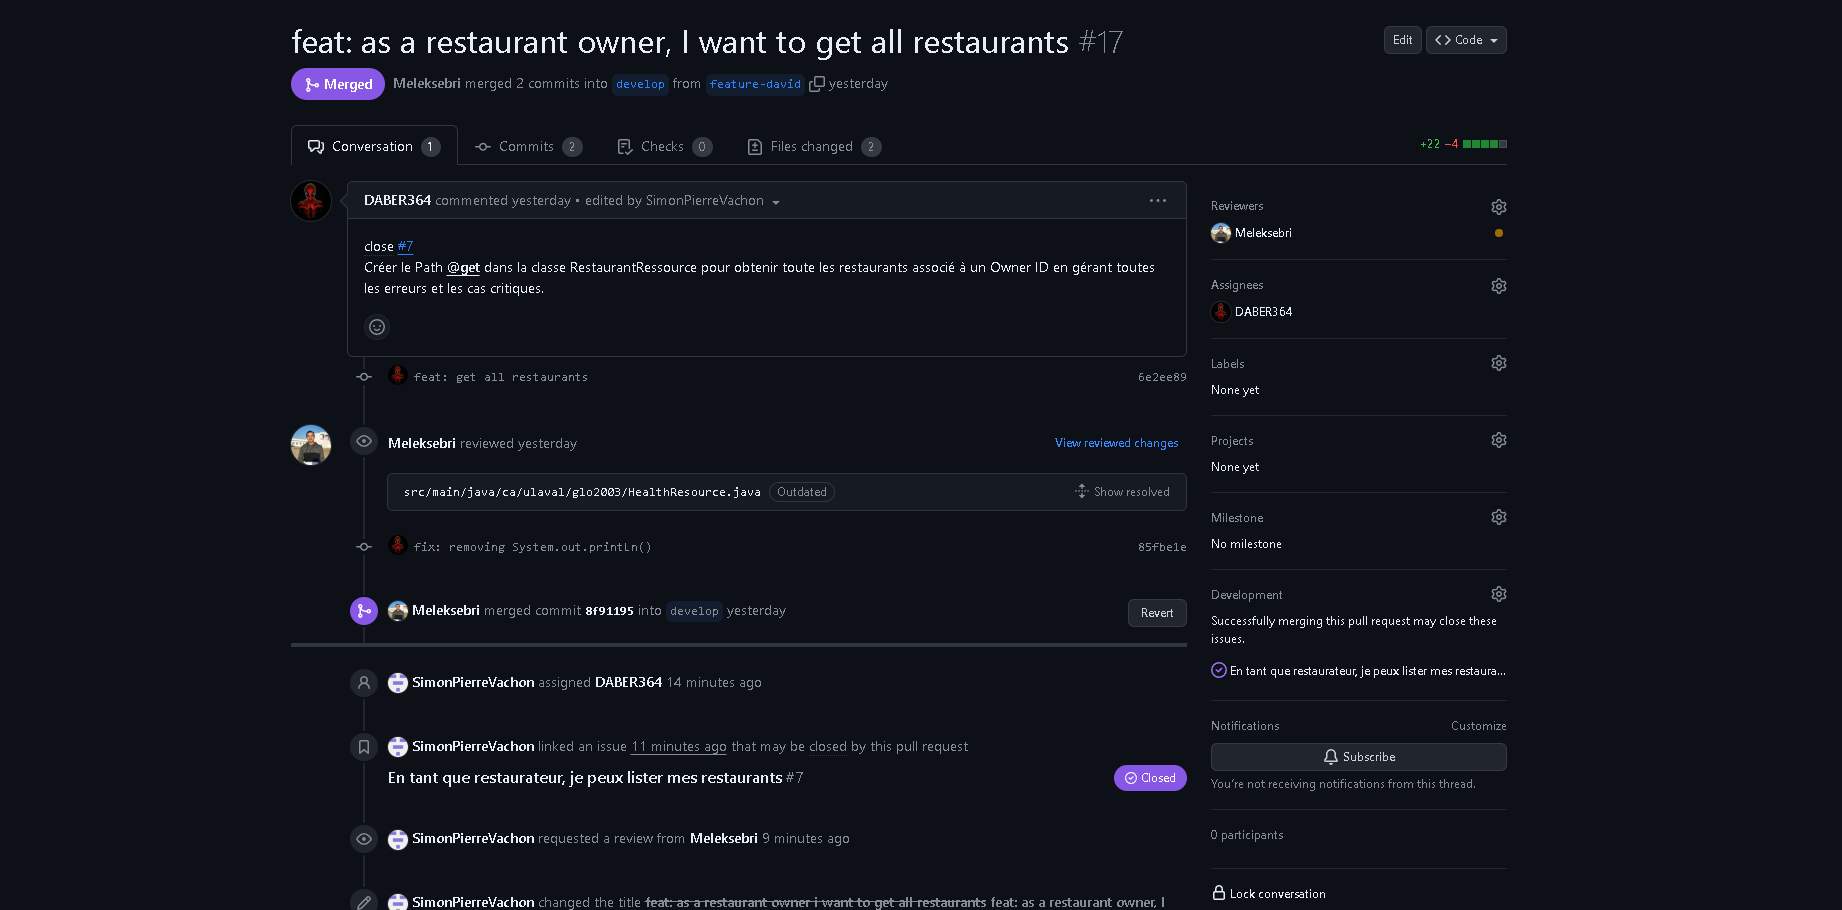 feat: as a restaurant owner, I want to get all restaurants #17
Edit
Code
Merged
Meleksebri merged 2 commits into develop from feature-david yesterday
Conversation 1
Commits 2
Checks 0
Files changed 2
+22 −4
DABER364 commented yesterday • edited by SimonPierreVachon
close #7
Créer le Path @get dans la classe RestaurantRessource pour obtenir toute les restaurants associé à un Owner ID en gérant toutes
les erreurs et les cas critiques.
feat: get all restaurants
6e2ee89
Meleksebri reviewed yesterday
View reviewed changes
src/main/java/ca/ulaval/glo2003/HealthResource.java
Outdated
Show resolved
fix: removing System.out.println()
85fbe1e
Meleksebri merged commit 8f91195 into develop yesterday
Revert
SimonPierreVachon assigned DABER364 14 minutes ago
SimonPierreVachon linked an issue 11 minutes ago that may be closed by this pull request
En tant que restaurateur, je peux lister mes restaurants #7
Closed
SimonPierreVachon requested a review from Meleksebri 9 minutes ago
SimonPierreVachon changed the title feat: as a restaurant owner i want to get all restaurants feat: as a restaurant owner, I
Reviewers
Meleksebri
Assignees
DABER364
Labels
None yet
Projects
None yet
Milestone
No milestone
Development
Successfully merging this pull request may close these
issues.
En tant que restaurateur, je peux lister mes restaura...
Notifications
Customize
Subscribe
You're not receiving notifications from this thread.
0 participants
Lock conversation